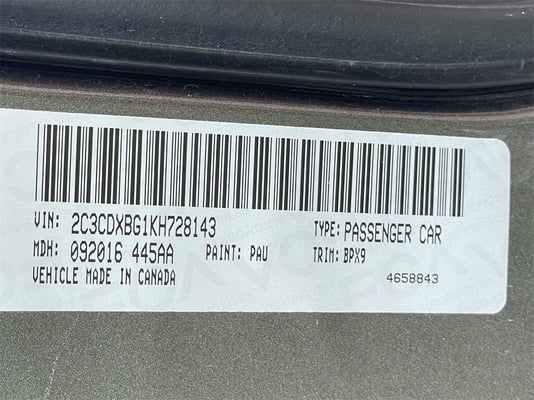 VIN: 2C3CDXBG1KH728143 TYPE: PASSENGER CAR
MDH: 092016 445AA PAINT: PAU TRIM: BPX9
VEHICLE MADE IN CANADA 4658843